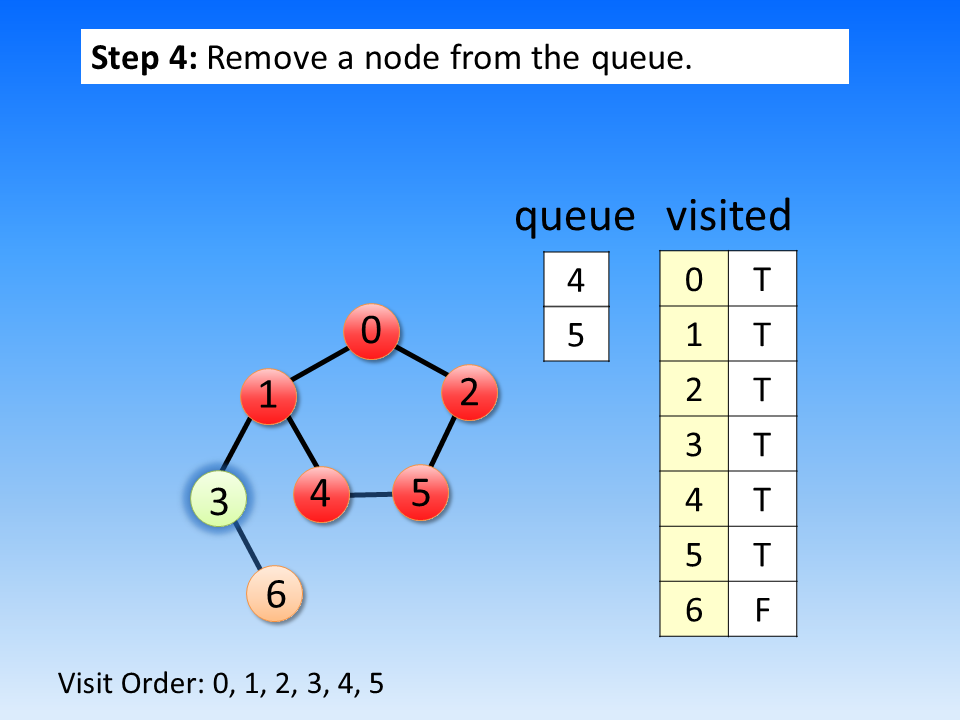 Step 4: Remove a node from the queue.
queue visited
4
5
0 T
1 T
2 T
3 T
4 T
5 T
6 F
0
1
2
3
4
5
6
Visit Order: 0, 1, 2, 3, 4, 5